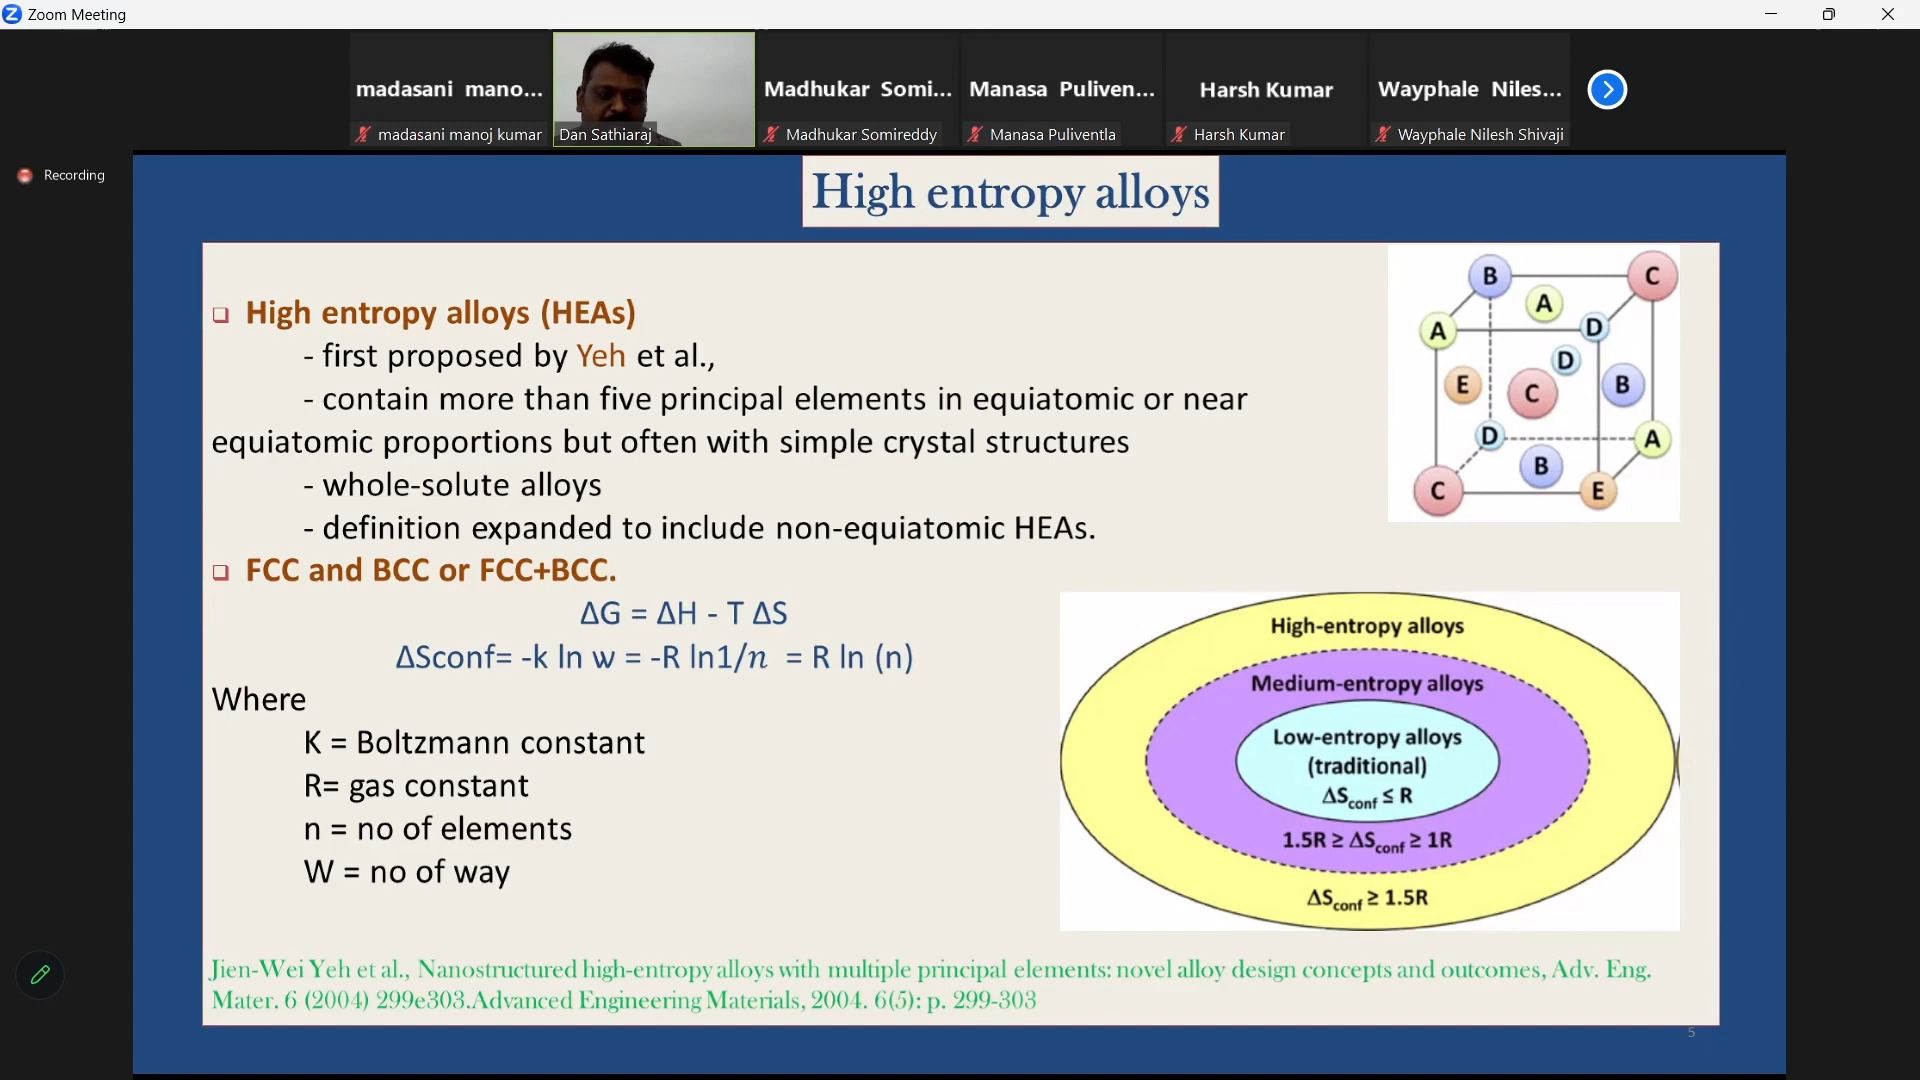 Zoom Meeting
madasani mano...
Madhukar Somi...
Manasa Puliven...
Harsh Kumar
Wayphale Niles...
madasani manoj kumar
Dan Sathiaraj
Madhukar Somireddy
Manasa Puliventla
Harsh Kumar
Wayphale Nilesh Shivaji
Recording
High entropy alloys
High entropy alloys (HEAs)
- first proposed by Yeh et al.,
- contain more than five principal elements in equiatomic or near
equiatomic proportions but often with simple crystal structures
- whole-solute alloys
- definition expanded to include non-equiatomic HEAs.
B C
A
A D
D
E C B
D A
B
C E
FCC and BCC or FCC+BCC.
ΔG = ΔH - T ΔS
ΔSconf= -k ln w = -R ln1/n = R ln (n)
Where
K = Boltzmann constant
R= gas constant
n = no of elements
W = no of way
High-entropy alloys
Medium-entropy alloys
Low-entropy alloys
(traditional)
ΔSconf ≤ R
1.5R ≥ ΔSconf ≥ 1R
ΔSconf ≥ 1.5R
Jien-Wei Yeh et al., Nanostructured high-entropy alloys with multiple principal elements: novel alloy design concepts and outcomes, Adv. Eng.
Mater. 6 (2004) 299e303.Advanced Engineering Materials, 2004. 6(5): p. 299-303
5